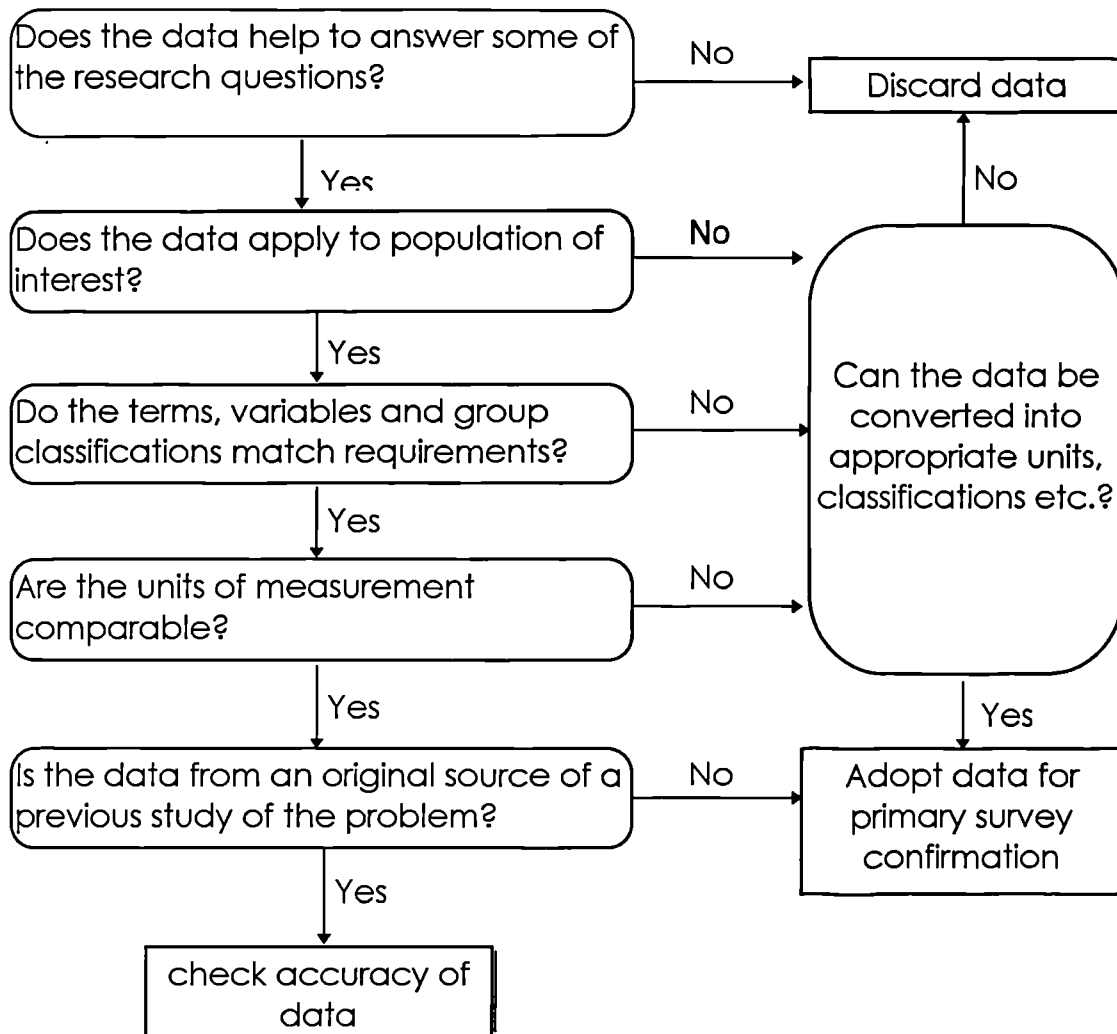 Does the data help to answer some of
the research questions?
No
Discard data
Yes
No
Does the data apply to population of
interest?
No
Yes
Can the data be
converted into
appropriate units,
classifications etc.?
Do the terms, variables and group
classifications match requirements?
No
Yes
Are the units of measurement
comparable?
No
Yes
Yes
Is the data from an original source of a
previous study of the problem?
No
Adopt data for
primary survey
confirmation
Yes
check accuracy of
data